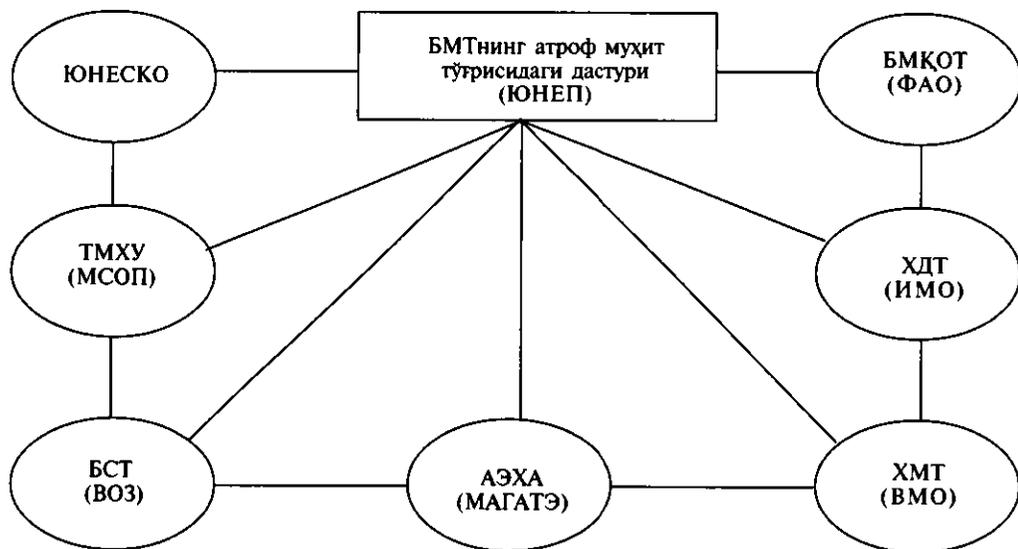 ЮНЕСКО
БМТнинг атроф муҳит
тўғрисидаги дастури
(ЮНЕП)
БМҚОТ
(ФАО)
ТМХУ
(МСОП)
ХДТ
(ИМО)
БСТ
(ВОЗ)
АЭХА
(МАГАТЭ)
ХМТ
(ВМО)